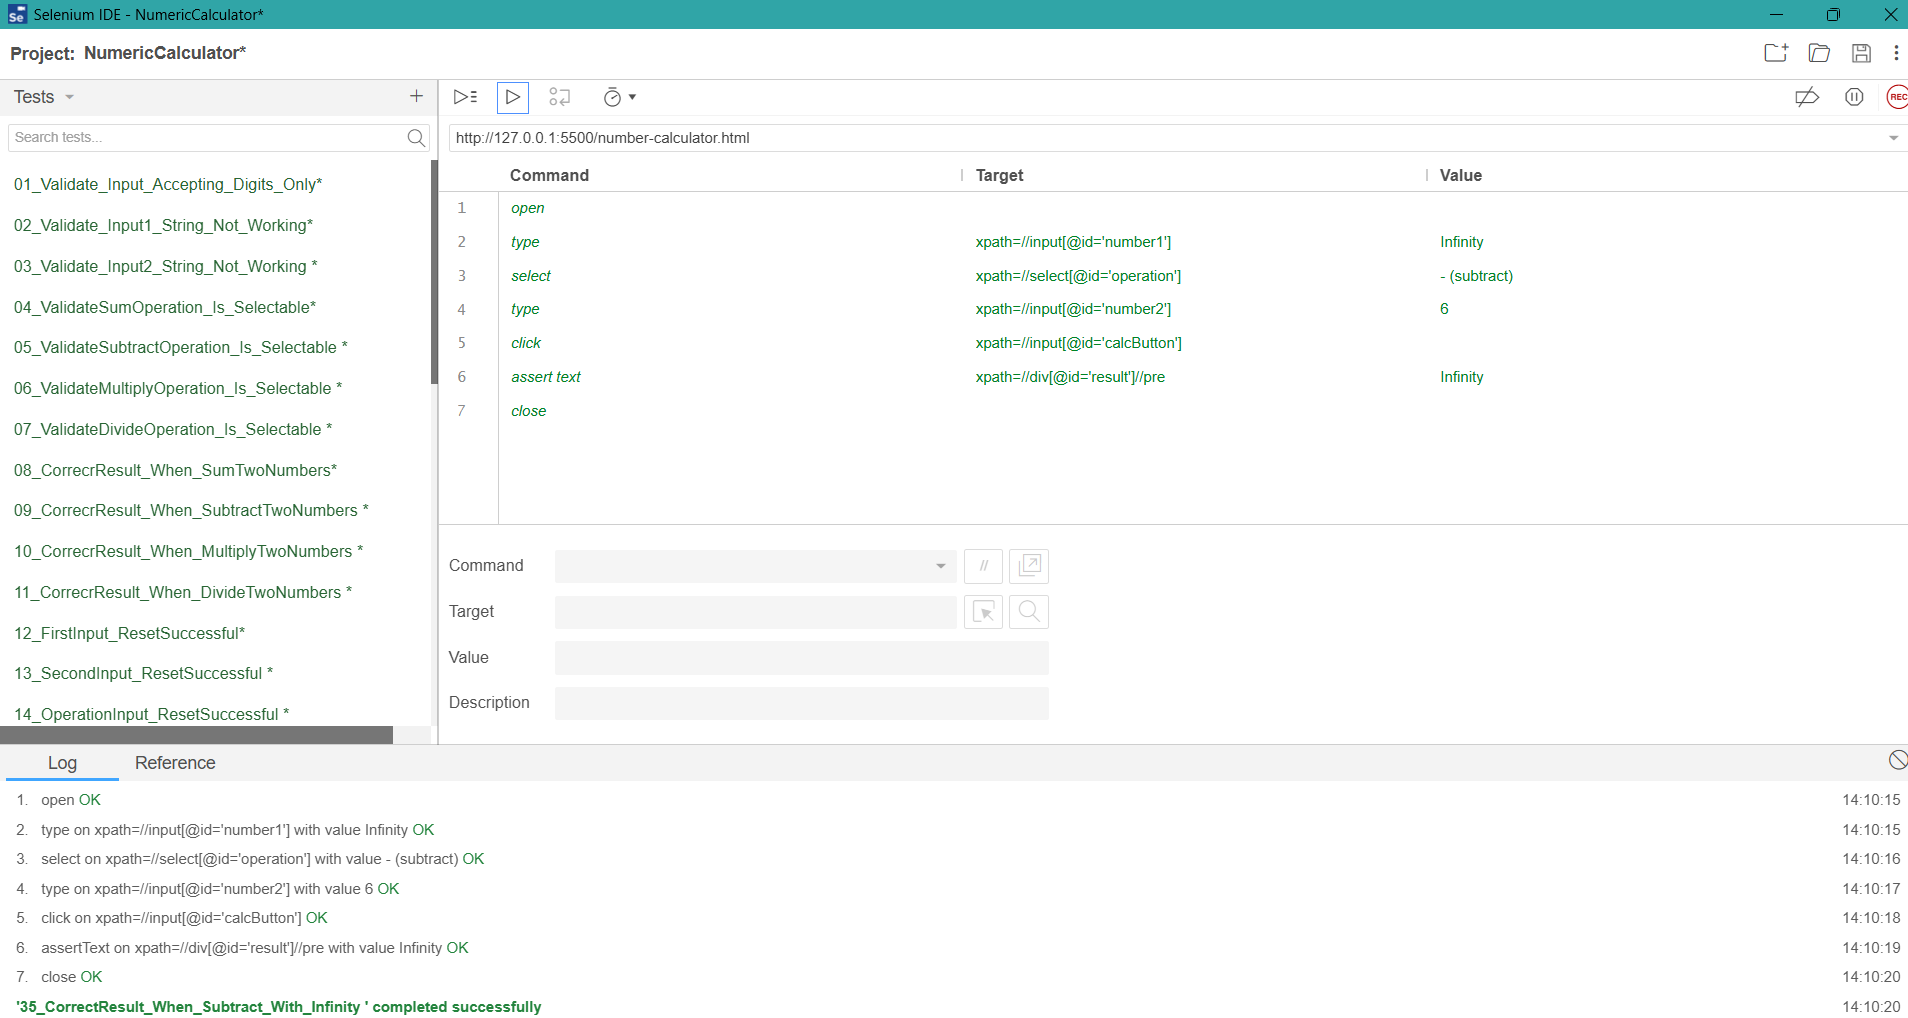 Selenium IDE - NumericCalculator*
Project: NumericCalculator*
Tests
Search tests...
01_Validate_Input_Accepting_Digits_Only*
02_Validate_Input1_String_Not_Working*
03_Validate_Input2_String_Not_Working *
04_ValidateSumOperation_Is_Selectable*
05_ValidateSubtractOperation_Is_Selectable *
06_ValidateMultiplyOperation_Is_Selectable *
07_ValidateDivideOperation_Is_Selectable *
08_CorrecrResult_When_SumTwoNumbers*
09_CorrecrResult_When_SubtractTwoNumbers *
10_CorrecrResult_When_MultiplyTwoNumbers *
11_CorrecrResult_When_DivideTwoNumbers *
12_FirstInput_ResetSuccessful*
13_SecondInput_ResetSuccessful *
14_OperationInput_ResetSuccessful *
REC
http://127.0.0.1:5500/number-calculator.html
Command Target Value
1 open
2 type xpath=//input[@id='number1'] Infinity
3 select xpath=//select[@id='operation'] - (subtract)
4 type xpath=//input[@id='number2'] 6
5 click xpath=//input[@id='calcButton']
6 assert text xpath=//div[@id='result']//pre Infinity
7 close
Command //
Target
Value
Description
Log Reference
1. open OK 14:10:15
2. type on xpath=//input[@id='number1'] with value Infinity OK 14:10:15
3. select on xpath=//select[@id='operation'] with value - (subtract) OK 14:10:16
4. type on xpath=//input[@id='number2'] with value 6 OK 14:10:17
5. click on xpath=//input[@id='calcButton'] OK 14:10:18
6. assertText on xpath=//div[@id='result']//pre with value Infinity OK 14:10:19
7. close OK 14:10:20
'35_CorrectResult_When_Subtract_With_Infinity ' completed successfully 14:10:20